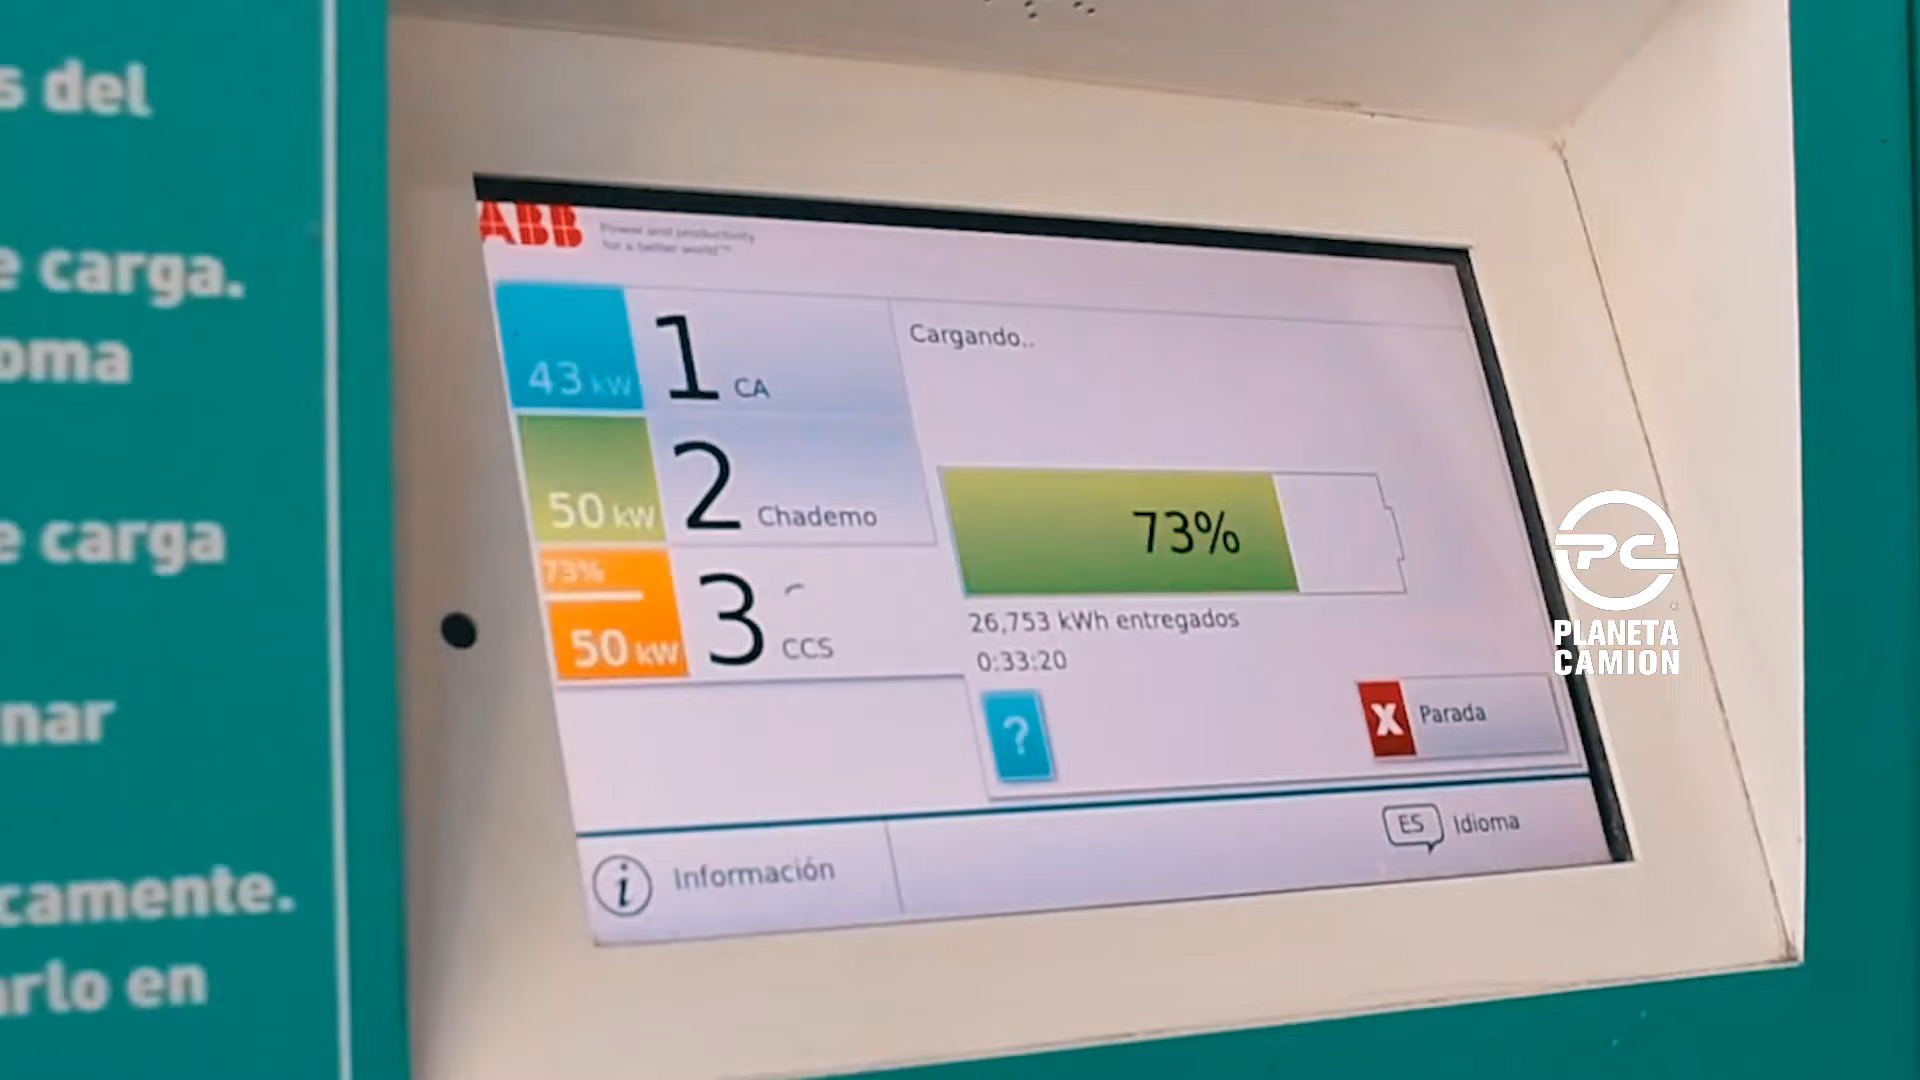 s del
e carga.
oma
e carga
nar
camente.
arlo en
ABB
Power and productivity
for a better world™
43 kW
1 CA
50 kW
2 Chademo
73%
50 kW
3 CCS
Cargando..
73%
26,753 kWh entregados
0:33:20
?
X Parada
i Información
ES Idioma
PC
PLANETA
CAMION